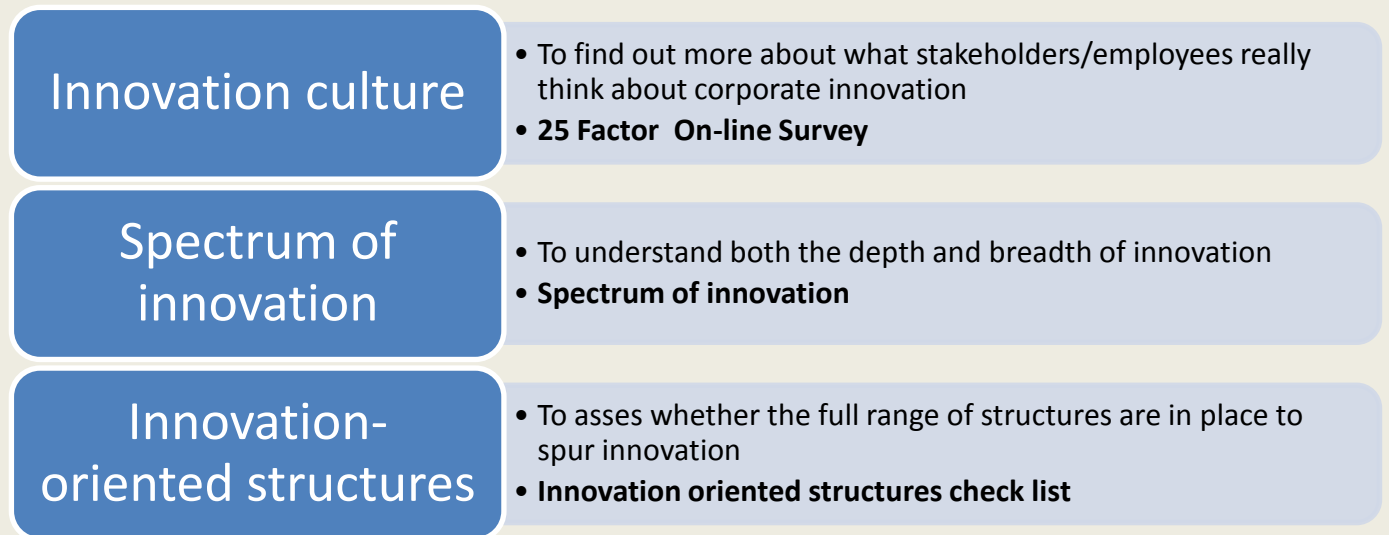 Innovation culture
• To find out more about what stakeholders/employees really
think about corporate innovation
• 25 Factor  On-line Survey
Spectrum of
innovation
• To understand both the depth and breadth of innovation
• Spectrum of innovation
Innovation-
oriented structures
• To asses whether the full range of structures are in place to
spur innovation
• Innovation oriented structures check list